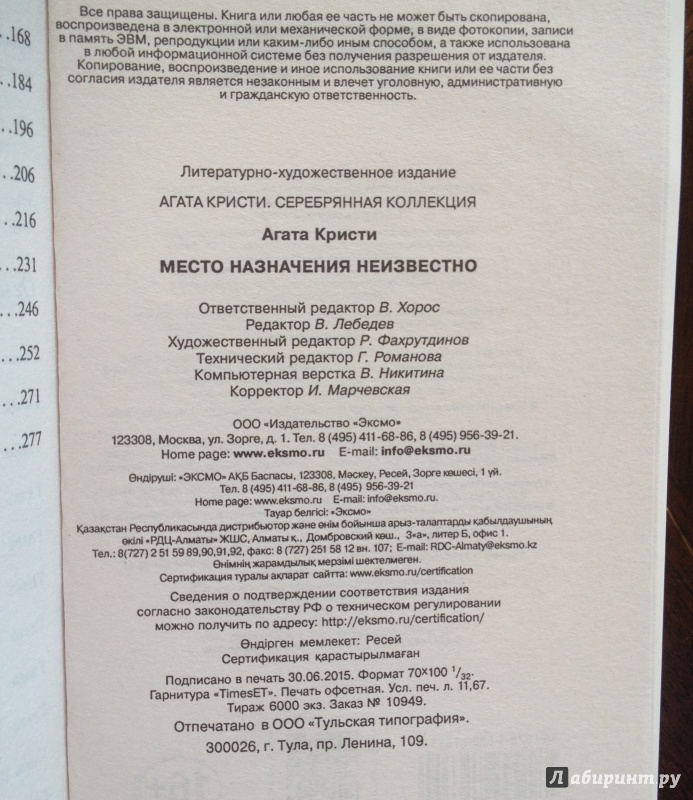 Все права защищены. Книга или любая ее часть не может быть скопирована,
воспроизведена в электронной или механической форме, в виде фотокопии, записи
в память ЭВМ, репродукции или каким-либо иным способом, а также использована
в любой информационной системе без получения разрешения от издателя.
Копирование, воспроизведение и иное использование книги или ее части без
согласия издателя является незаконным и влечет уголовную, административную
и гражданскую ответственность.
...168
...184
...196
...206
...216
...231
...246
...252
...271
...277
Литературно-художественное издание
АГАТА КРИСТИ. СЕРЕБРЯННАЯ КОЛЛЕКЦИЯ
Агата Кристи
МЕСТО НАЗНАЧЕНИЯ НЕИЗВЕСТНО
Ответственный редактор В. Хорос
Редактор В. Лебедев
Художественный редактор Р. Фахрутдинов
Технический редактор Г. Романова
Компьютерная верстка В. Никитина
Корректор И. Марчевская
ООО «Издательство «Эксмо»
123308, Москва, ул. Зорге, д. 1. Тел. 8 (495) 411-68-86, 8 (495) 956-39-21.
Home page: www.eksmo.ru E-mail: info@eksmo.ru
Өндіруші: «ЭКСМО» АҚБ Баспасы, 123308, Мәскеу, Ресей, Зорге көшесі, 1 үй.
Тел. 8 (495) 411-68-86, 8 (495) 956-39-21
Home page: www.eksmo.ru E-mail: info@eksmo.ru.
Тауар белгісі: «Эксмо»
Қазақстан Республикасында дистрибьютор және өнім бойынша арыз-талаптарды қабылдаушының
өкілі «РДЦ-Алматы» ЖШС, Алматы қ., Домбровский көш., 3«а», литер Б, офис 1.
Тел.: 8(727) 2 51 59 89,90,91,92, факс: 8 (727) 251 58 12 вн. 107; E-mail: RDC-Almaty@eksmo.kz
Өнімнің жарамдылық мерзімі шектелмеген.
Сертификация туралы ақпарат сайтта: www.eksmo.ru/certification
Сведения о подтверждении соответствия издания
согласно законодательству РФ о техническом регулировании
можно получить по адресу: http://eksmo.ru/certification/
Өндірген мемлекет: Ресей
Сертификация қарастырылмаған
Подписано в печать 30.06.2015. Формат 70×100 1/32.
Гарнитура «TimesET». Печать офсетная. Усл. печ. л. 11,67.
Тираж 6000 экз. Заказ № 10949.
Отпечатано в ООО «Тульская типография».
300026, г. Тула, пр. Ленина, 109.
16+
Лабиринт.ру